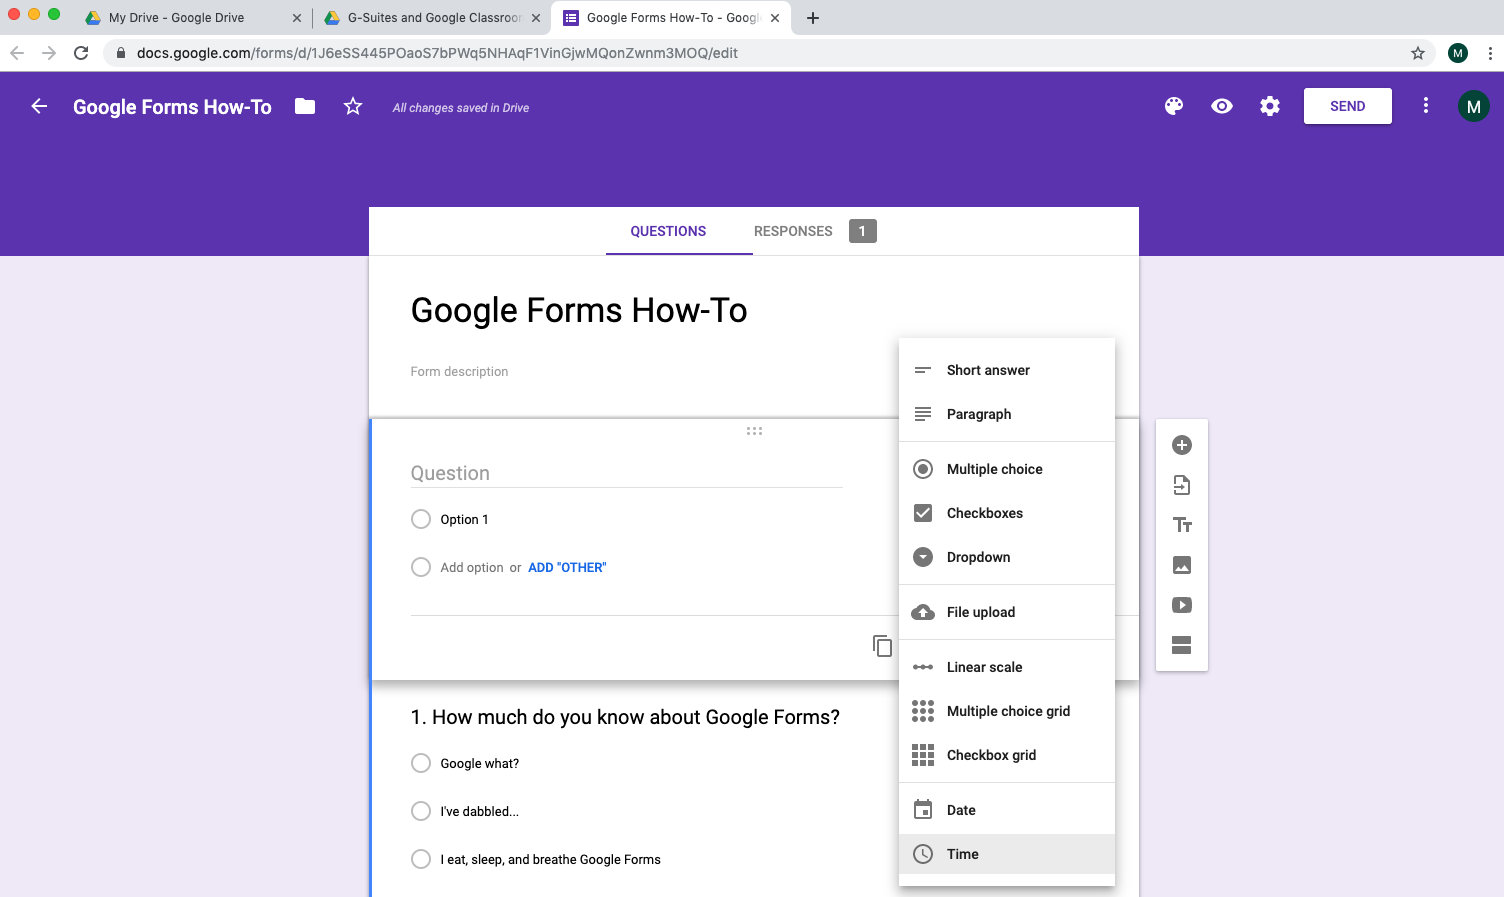 My Drive - Google Drive
G-Suites and Google Classroom
Google Forms How-To - Google
docs.google.com/forms/d/1J6eSS445POaoS7bPWq5NHAqF1VinGjwMQonZwnm3MOQ/edit
M
Google Forms How-To
All changes saved in Drive
SEND
M
QUESTIONS
RESPONSES 1
Google Forms How-To
Form description
Question
Option 1
Add option or ADD "OTHER"
1. How much do you know about Google Forms?
Google what?
I've dabbled...
I eat, sleep, and breathe Google Forms
Short answer
Paragraph
Multiple choice
Checkboxes
Dropdown
File upload
Linear scale
Multiple choice grid
Checkbox grid
Date
Time
Tт